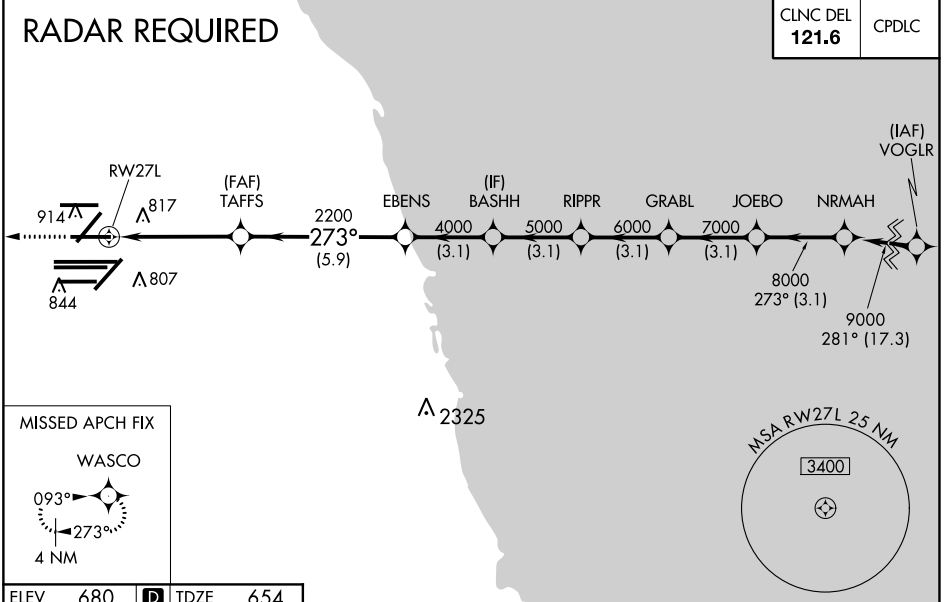 RADAR REQUIRED
CLNC DEL
121.6
CPDLC
(IAF)
VOGLR
RW27L
914
817
(FAF)
TAFFS
2200
273°
(5.9)
EBENS
4000
(3.1)
(IF)
BASHH
5000
(3.1)
RIPPR
6000
(3.1)
GRABL
7000
(3.1)
JOEBO
NRMAH
8000
273° (3.1)
9000
281° (17.3)
807
844
2325
MISSED APCH FIX
WASCO
093°
273°
4 NM
MSA RW27L 25 NM
3400
ELEV 680 D TDZE 654